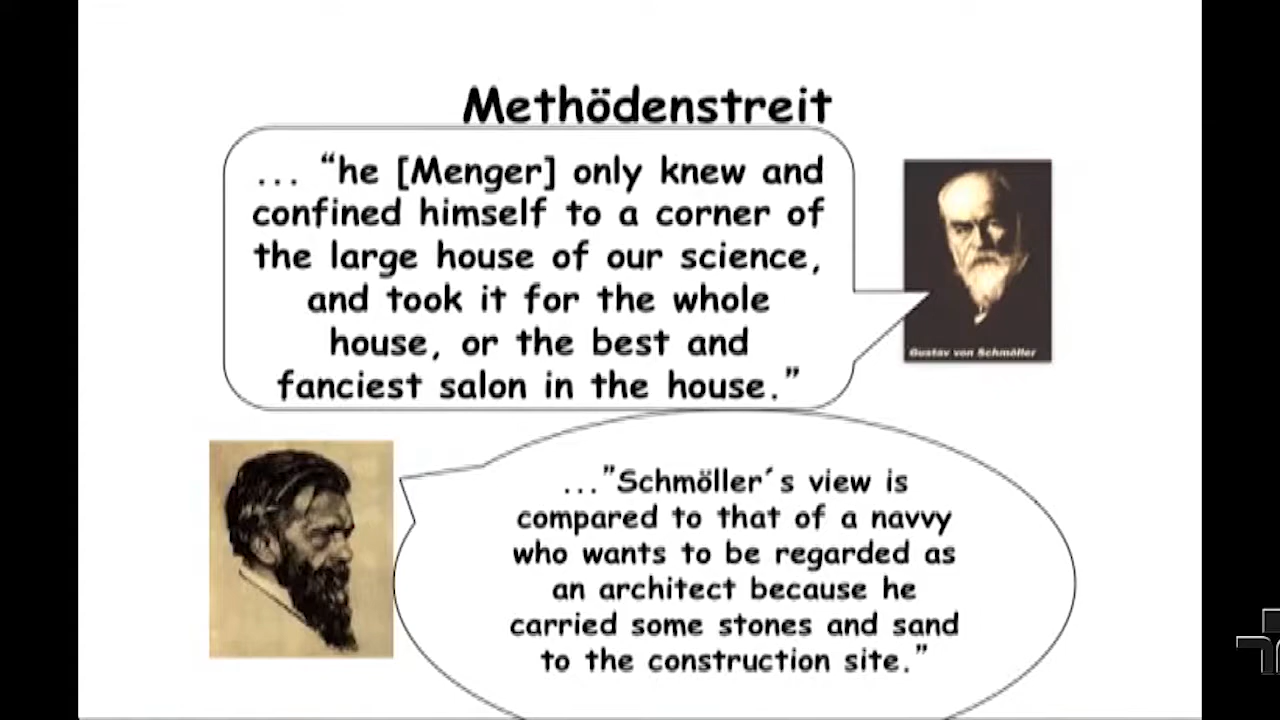 Methödenstreit
... “he [Menger] only knew and
confined himself to a corner of
the large house of our science,
and took it for the whole
house, or the best and
fanciest salon in the house.”
Gustav von Schmöller
...”Schmöller´s view is
compared to that of a navvy
who wants to be regarded as
an architect because he
carried some stones and sand
to the construction site.”